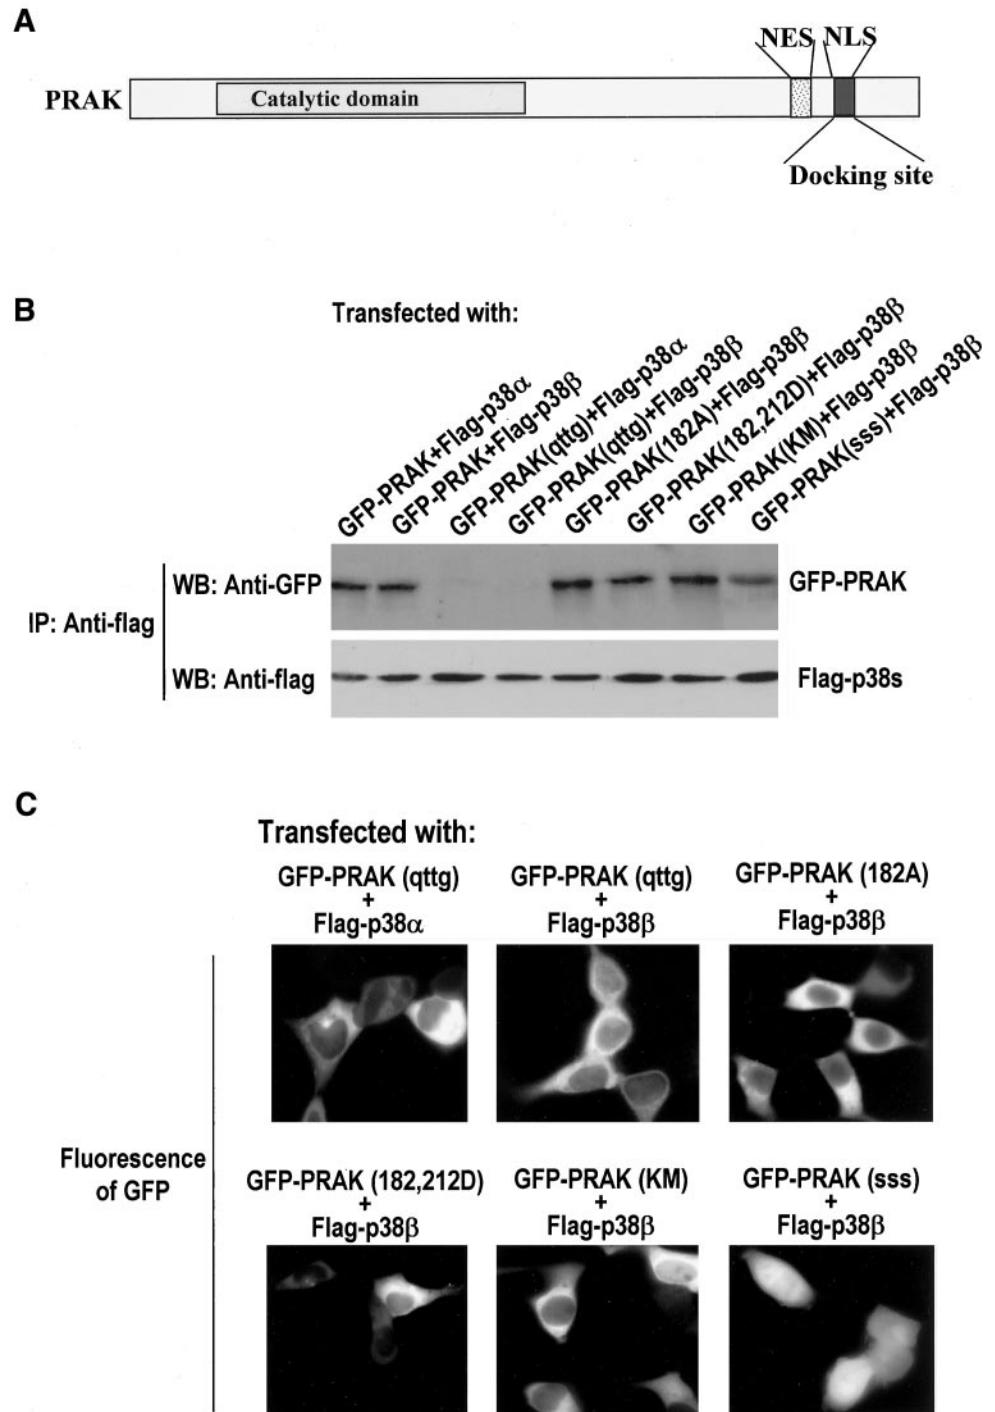 A
NES NLS
PRAK
Catalytic domain
Docking site
B
Transfected with:
GFP-PRAK+Flag-p38α
GFP-PRAK+Flag-p38β
GFP-PRAK(qttg)+Flag-p38α
GFP-PRAK(qttg)+Flag-p38β
GFP-PRAK(182A)+Flag-p38β
GFP-PRAK(182,212D)+Flag-p38β
GFP-PRAK(KM)+Flag-p38β
GFP-PRAK(sss)+Flag-p38β
IP: Anti-flag
WB: Anti-GFP
GFP-PRAK
WB: Anti-flag
Flag-p38s
C
Transfected with:
GFP-PRAK (qttg)
+
Flag-p38α
GFP-PRAK (qttg)
+
Flag-p38β
GFP-PRAK (182A)
+
Flag-p38β
Fluorescence
of GFP
GFP-PRAK (182,212D)
+
Flag-p38β
GFP-PRAK (KM)
+
Flag-p38β
GFP-PRAK (sss)
+
Flag-p38β